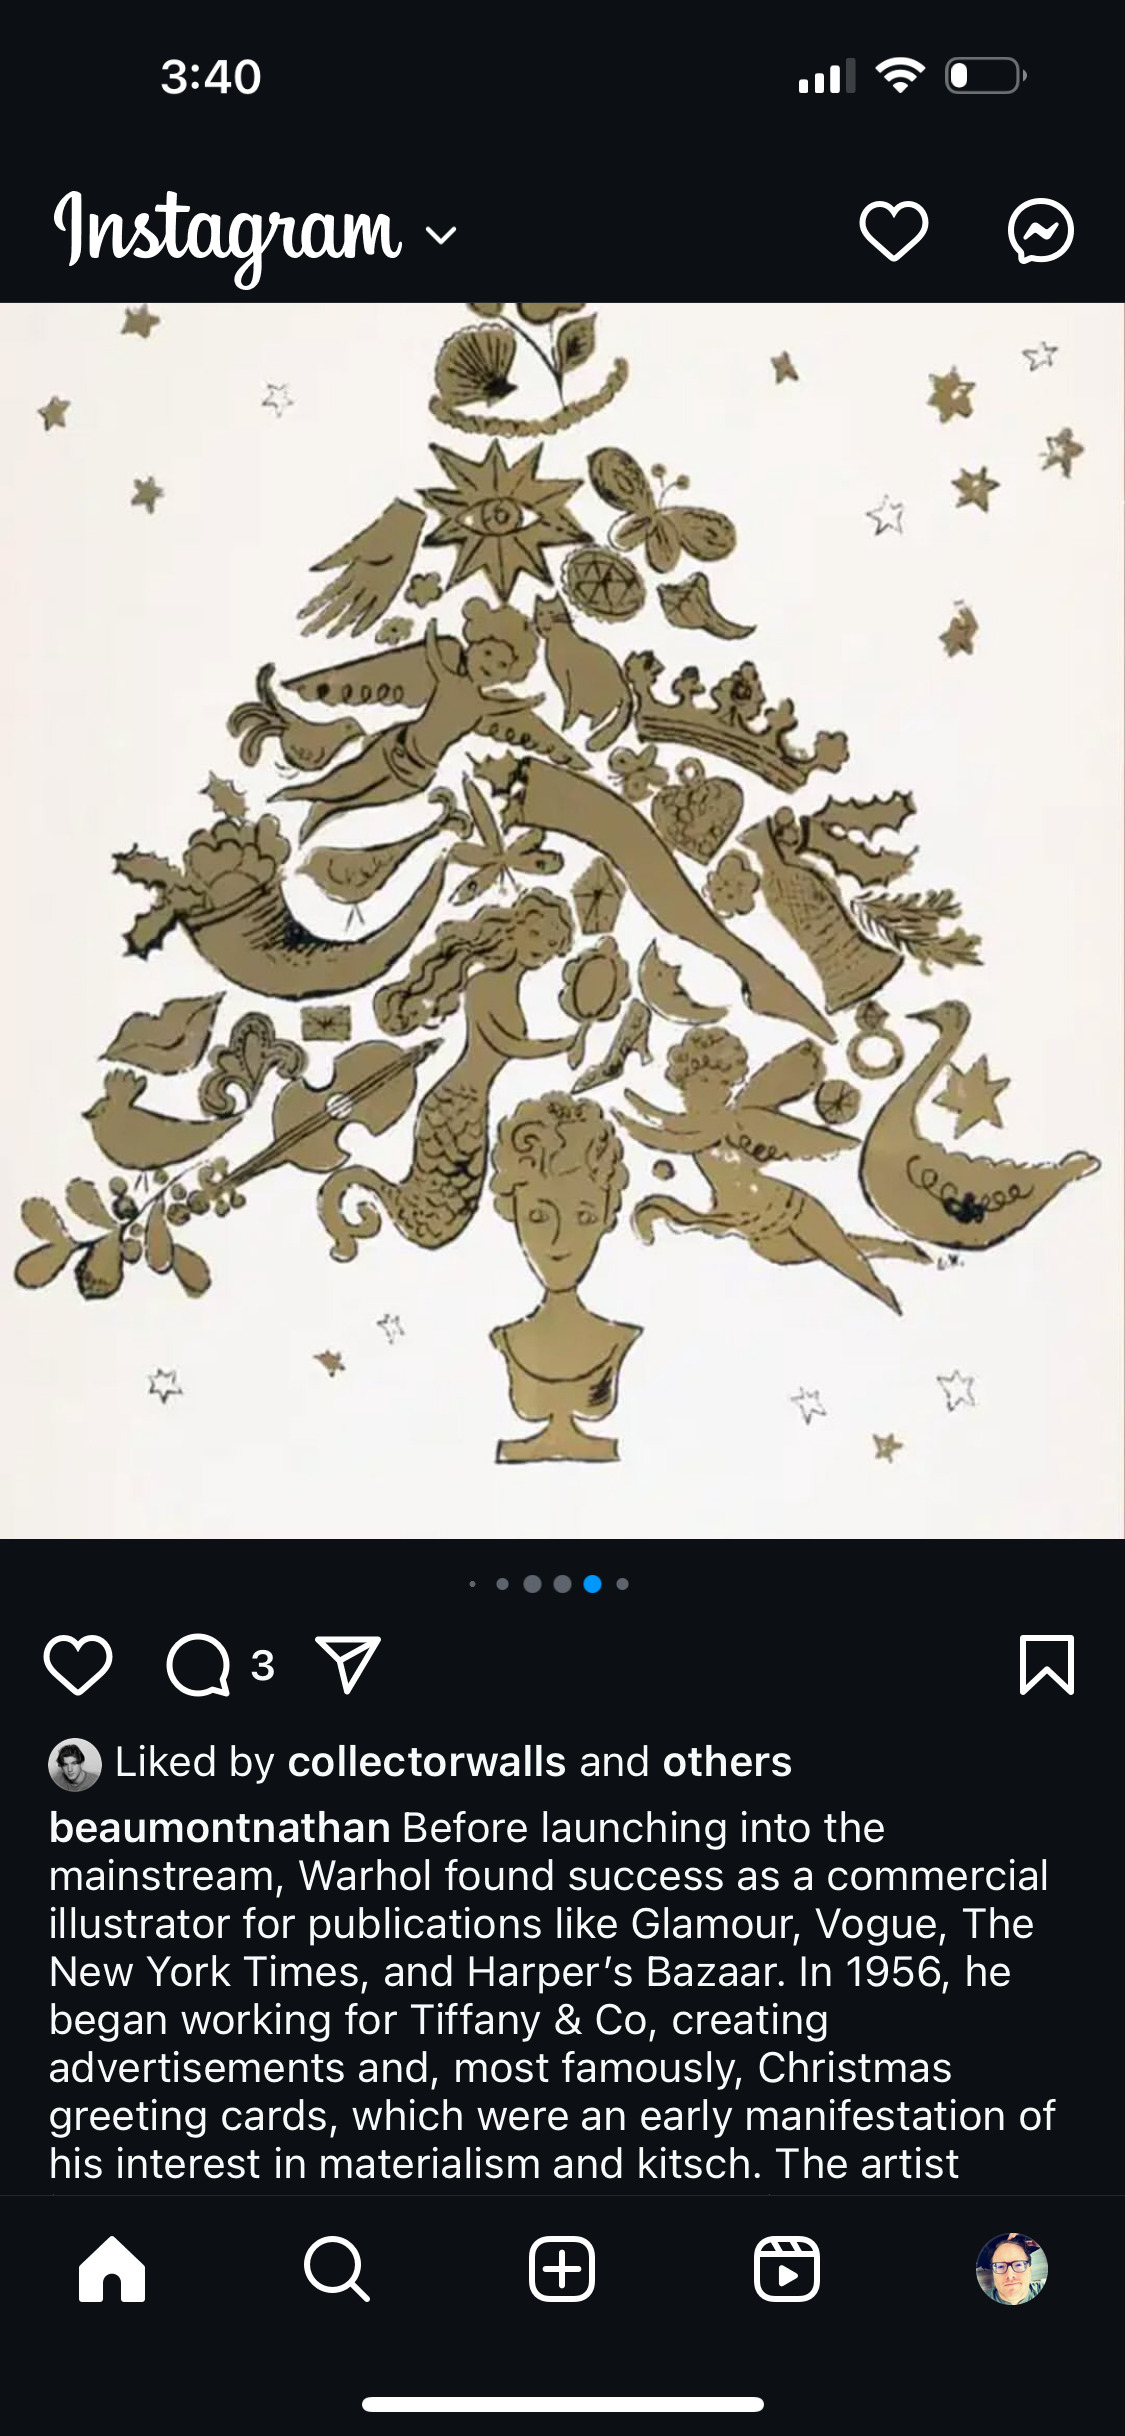 3:40
Instagram
3
Liked by collectorwalls and others
beaumontnathan Before launching into the
mainstream, Warhol found success as a commercial
illustrator for publications like Glamour, Vogue, The
New York Times, and Harper’s Bazaar. In 1956, he
began working for Tiffany & Co, creating
advertisements and, most famously, Christmas
greeting cards, which were an early manifestation of
his interest in materialism and kitsch. The artist